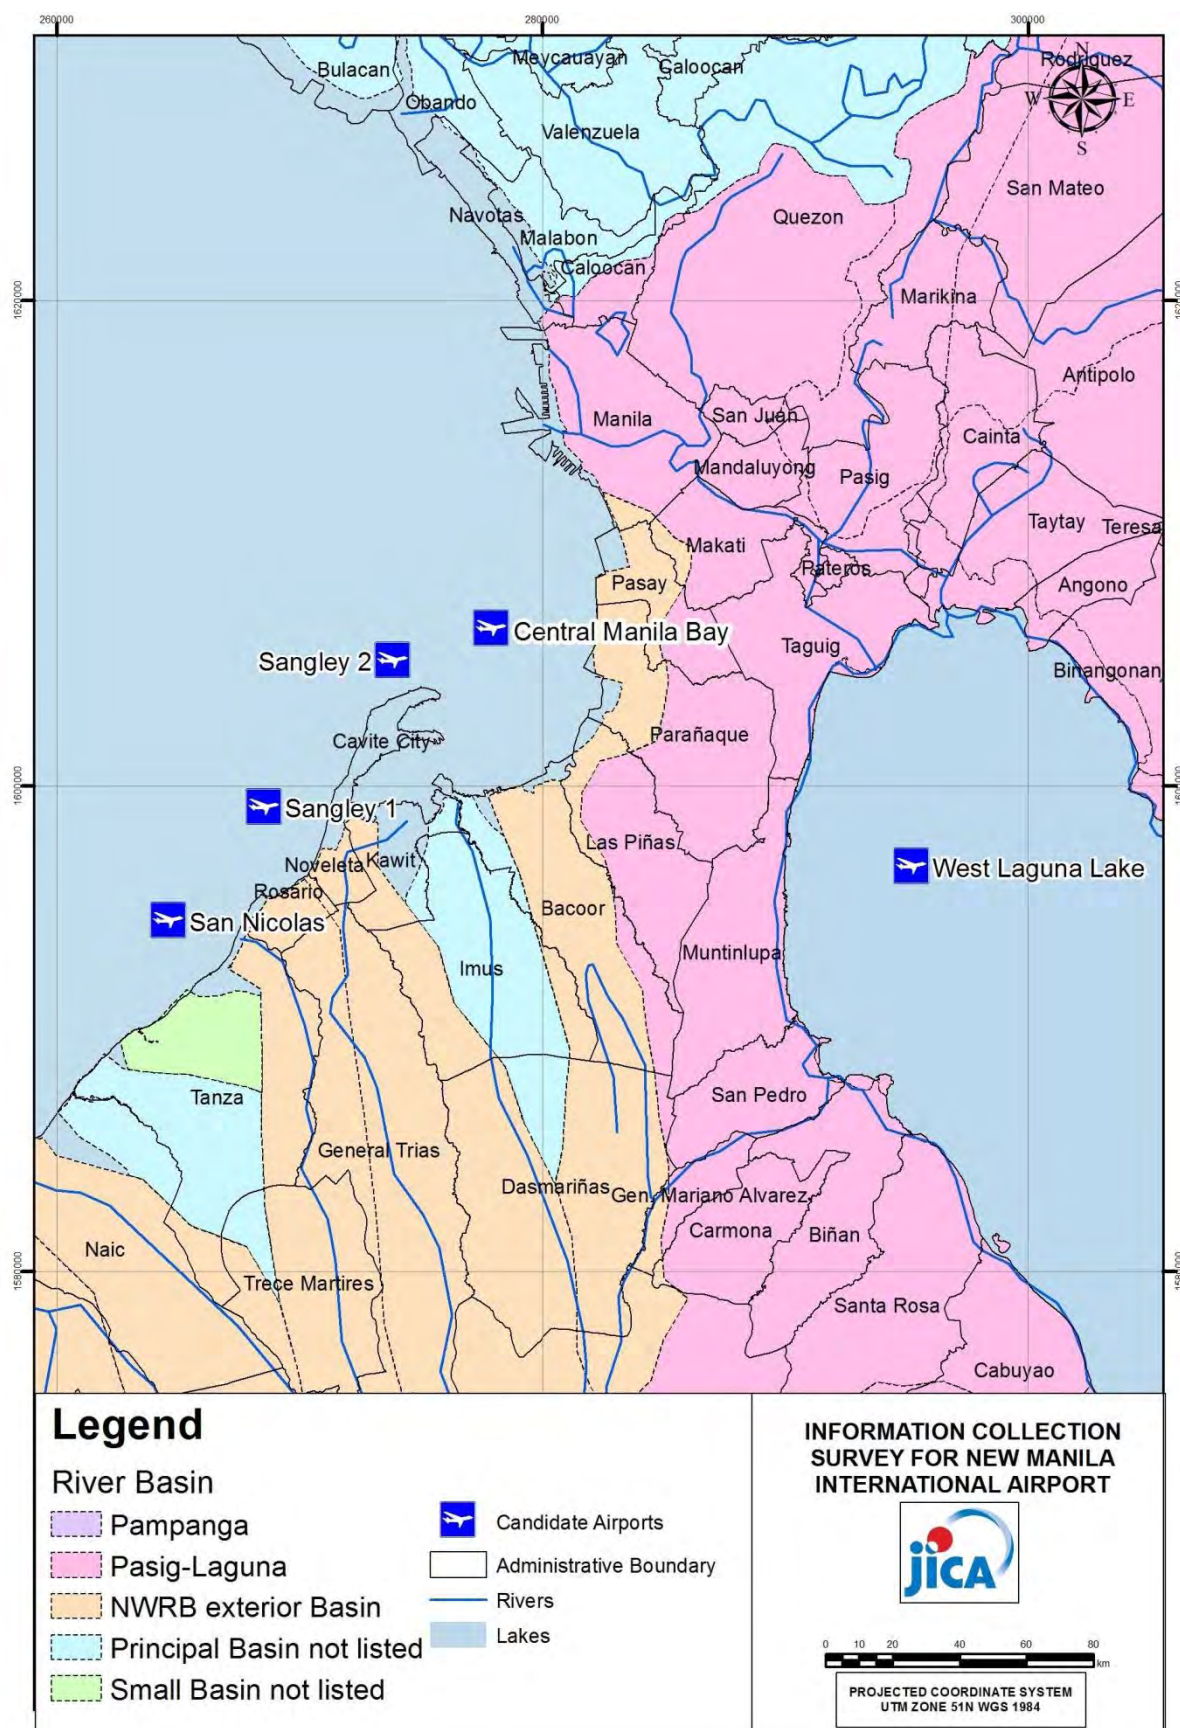 260000
280000
300000
Bulacan
Meycauayan
Caloocan
Rodriguez
N
W E
S
Obando
Valenzuela
San Mateo
Navotas
Quezon
Malabon
Caloocan
1620000
Marikina
Antipolo
Manila
San Juan
Cainta
Mandaluyong
Pasig
Taytay
Teresa
Makati
Pateros
Angono
Pasay
Central Manila Bay
Taguig
Sangley 2
Binangonan
Cavite City
Parañaque
1600000
Sangley 1
Las Piñas
Noveleta
Kawit
West Laguna Lake
Rosario
Bacoor
San Nicolas
Muntinlupa
Imus
Tanza
San Pedro
General Trias
Dasmariñas
Gen. Mariano Alvarez
Carmona
Biñan
Naic
1580000
Trece Martires
Santa Rosa
Cabuyao
Legend
River Basin
Pampanga
Pasig-Laguna
NWRB exterior Basin
Principal Basin not listed
Small Basin not listed
Candidate Airports
Administrative Boundary
Rivers
Lakes
INFORMATION COLLECTION
SURVEY FOR NEW MANILA
INTERNATIONAL AIRPORT
jICA
0 10 20 40 60 80
km
PROJECTED COORDINATE SYSTEM
UTM ZONE 51N WGS 1984